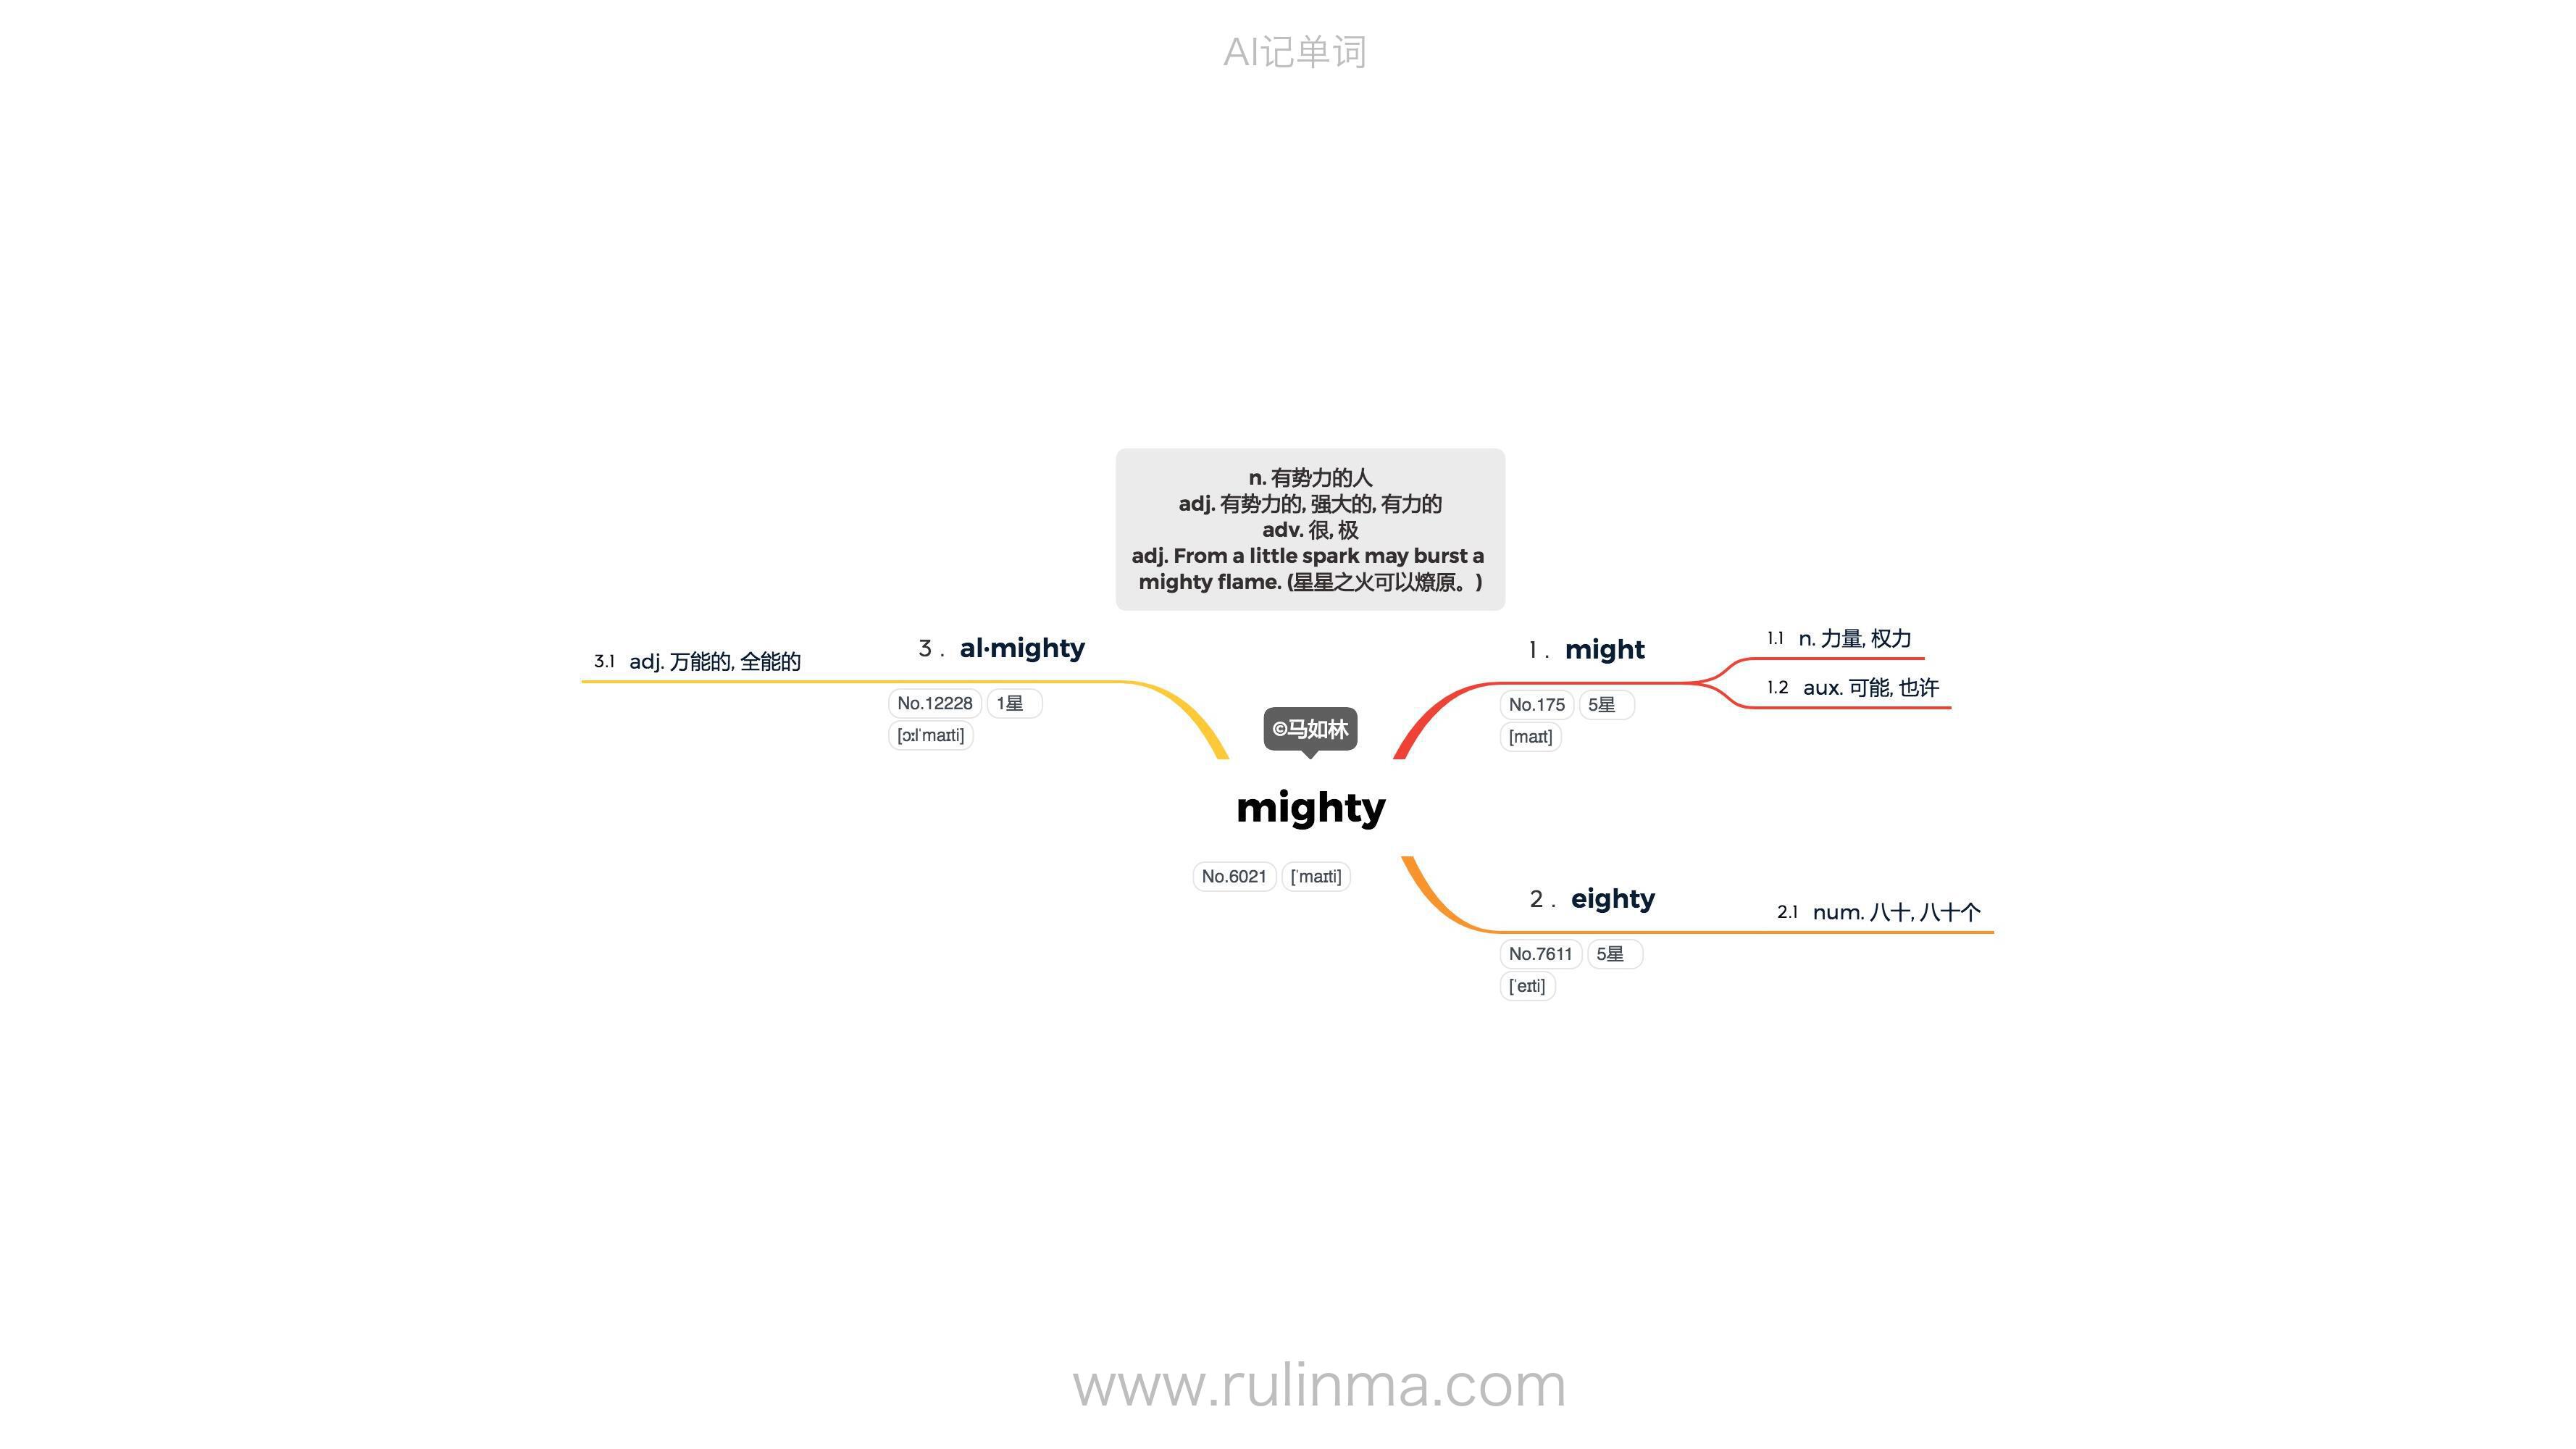 AI记单词
n. 有势力的人
adj. 有势力的, 强大的, 有力的
adv. 很, 极
adj. From a little spark may burst a
mighty flame. (星星之火可以燎原。)
©马如林
mighty
No.6021 [ˈmaɪti]
1 . might
No.175 5星
[maɪt]
1.1 n. 力量, 权力
1.2 aux. 可能, 也许
2 . eighty
No.7611 5星
[ˈeɪti]
2.1 num. 八十, 八十个
3 . al·mighty
No.12228 1星
[ɔːlˈmaɪti]
3.1 adj. 万能的, 全能的
www.rulinma.com